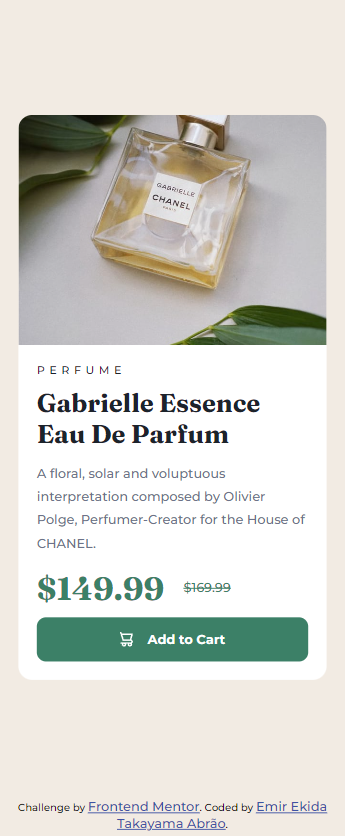 GABRIELLE
CHANEL
PARIS
PERFUME
Gabrielle Essence
Eau De Parfum
A floral, solar and voluptuous
interpretation composed by Olivier
Polge, Perfumer-Creator for the House of
CHANEL.
$149.99 $169.99
Add to Cart
Challenge by Frontend Mentor. Coded by Emir Ekida
Takayama Abrão.